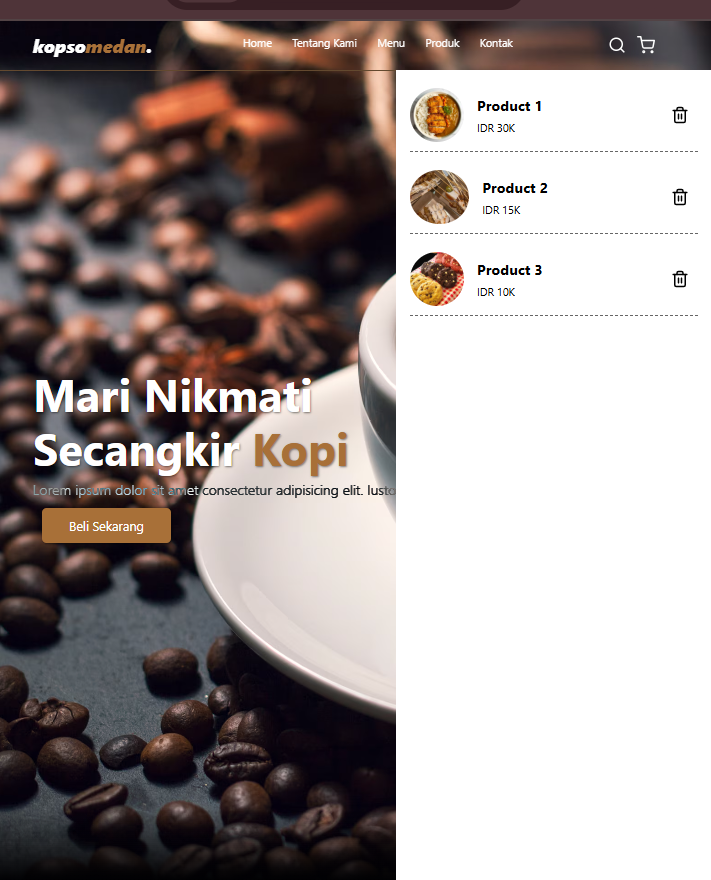 kopsomedan.
Home Tentang Kami Menu Produk Kontak
Product 1
IDR 30K
Product 2
IDR 15K
Product 3
IDR 10K
Mari Nikmati
Secangkir Kopi
Lorem ipsum dolor sit amet consectetur adipisicing elit. Iusto
Beli Sekarang